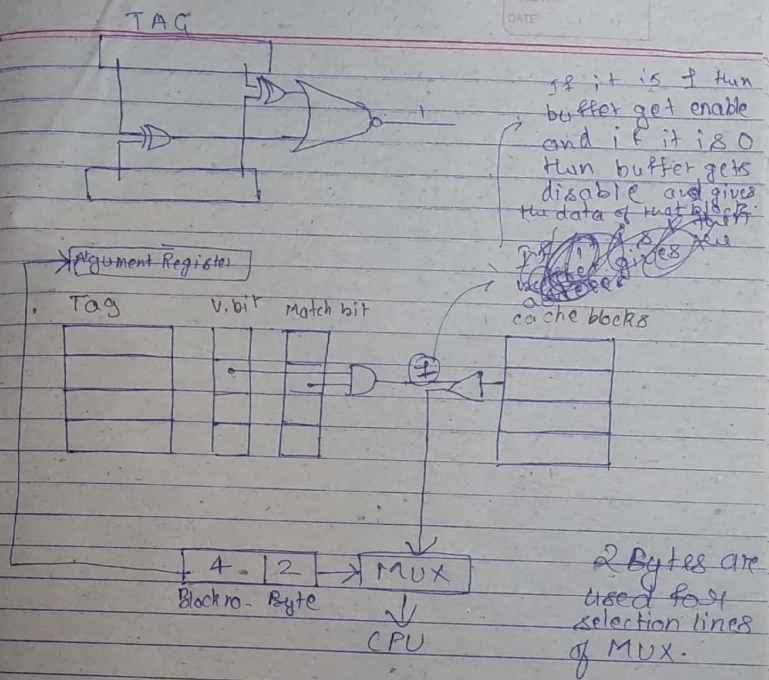 DATE
TAG
If it is 1 then
buffer get enable
and if it is 0
then buffer gets
disable and gives
the data of that block.
Argument Register
Tag
V. bit
Match bit
cache blocks
1
4
2
MUX
Block no.
Byte
CPU
2 Bytes are
used for
selection lines
of MUX.